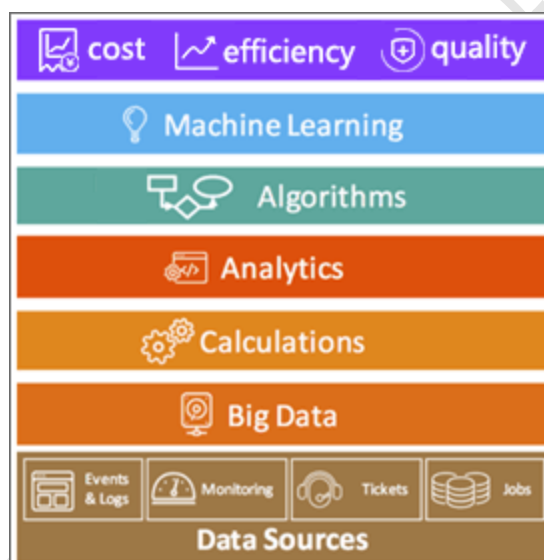 cost efficiency quality
Machine Learning
Algorithms
Analytics
Calculations
Big Data
Events
& Logs
Monitoring
Tickets
Jobs
Data Sources